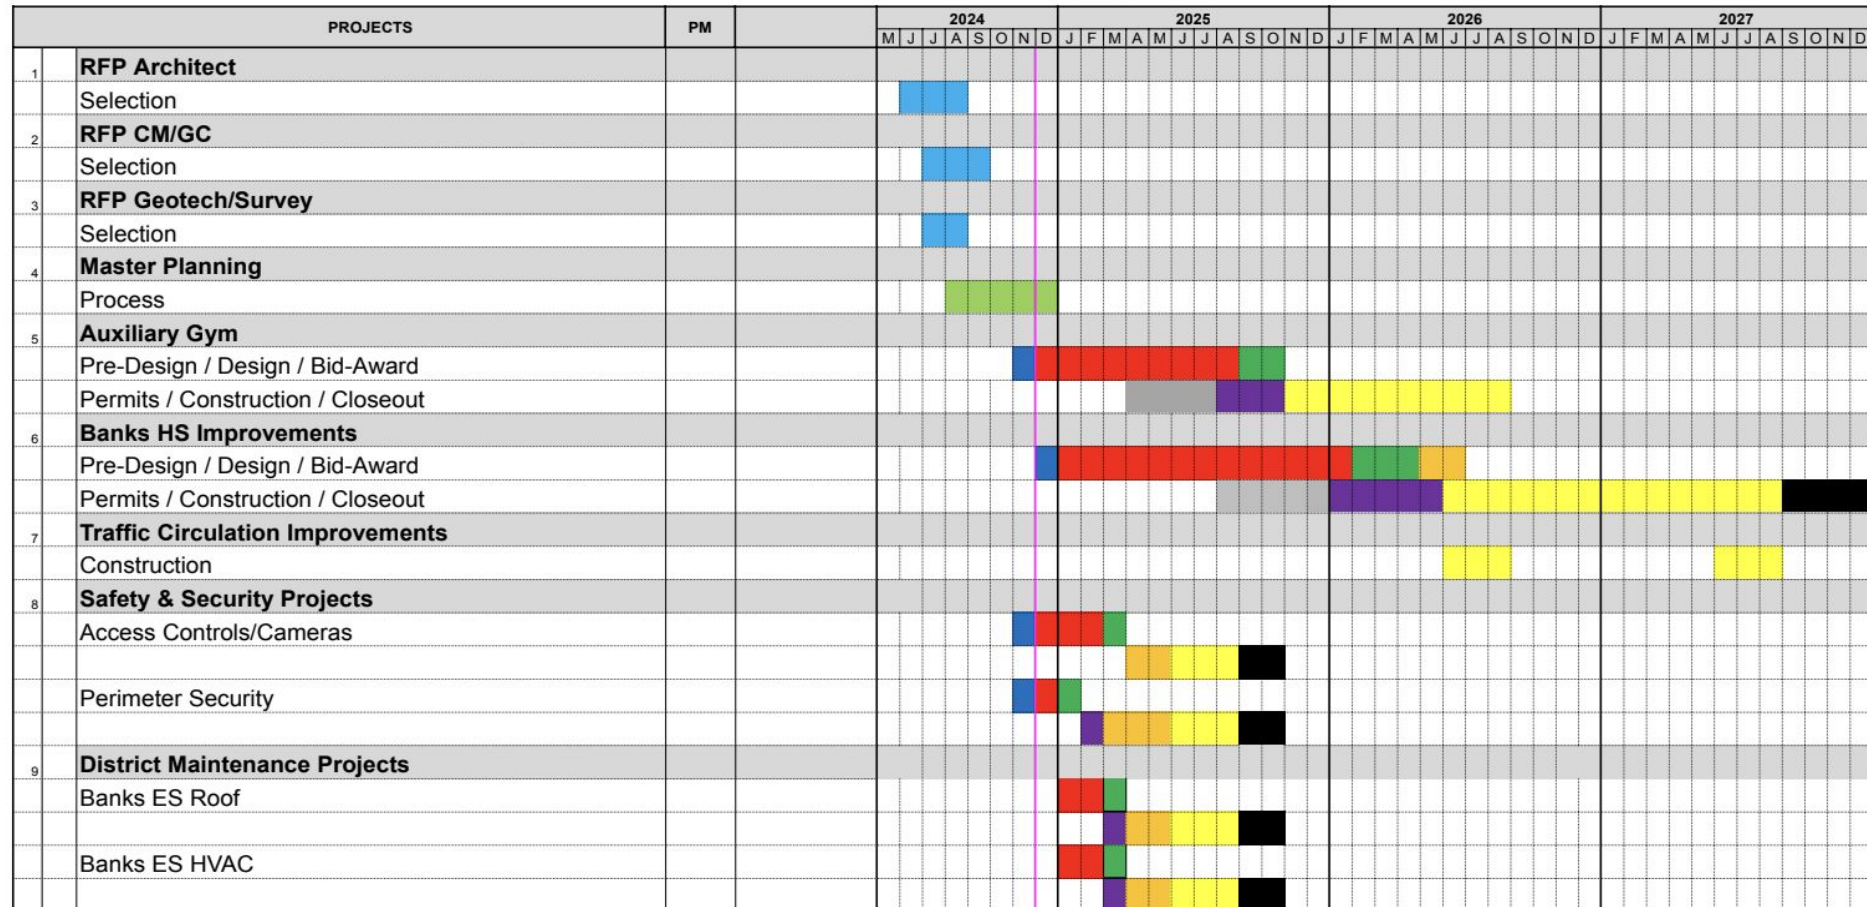 PROJECTS PM 2024 2025 2026 2027
M J J A S O N D J F M A M J J A S O N D J F M A M J J A S O N D J F M A M J J A S O N D
1 RFP Architect
Selection
2 RFP CM/GC
Selection
3 RFP Geotech/Survey
Selection
4 Master Planning
Process
5 Auxiliary Gym
Pre-Design / Design / Bid-Award
Permits / Construction / Closeout
6 Banks HS Improvements
Pre-Design / Design / Bid-Award
Permits / Construction / Closeout
7 Traffic Circulation Improvements
Construction
8 Safety & Security Projects
Access Controls/Cameras
Perimeter Security
9 District Maintenance Projects
Banks ES Roof
Banks ES HVAC